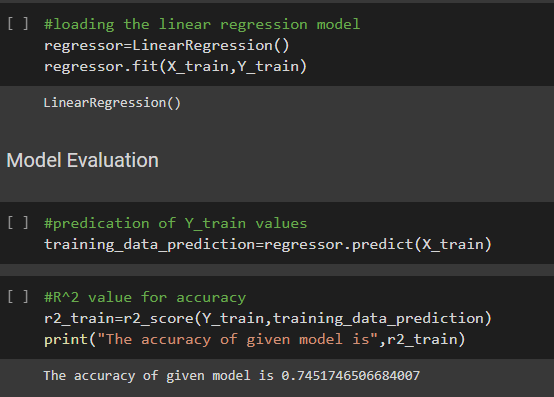 [ ] #loading the linear regression model
regressor=LinearRegression()
regressor.fit(X_train,Y_train)
LinearRegression()
Model Evaluation
[ ] #predication of Y_train values
training_data_prediction=regressor.predict(X_train)
[ ] #R^2 value for accuracy
r2_train=r2_score(Y_train,training_data_prediction)
print("The accuracy of given model is",r2_train)
The accuracy of given model is 0.7451746506684007